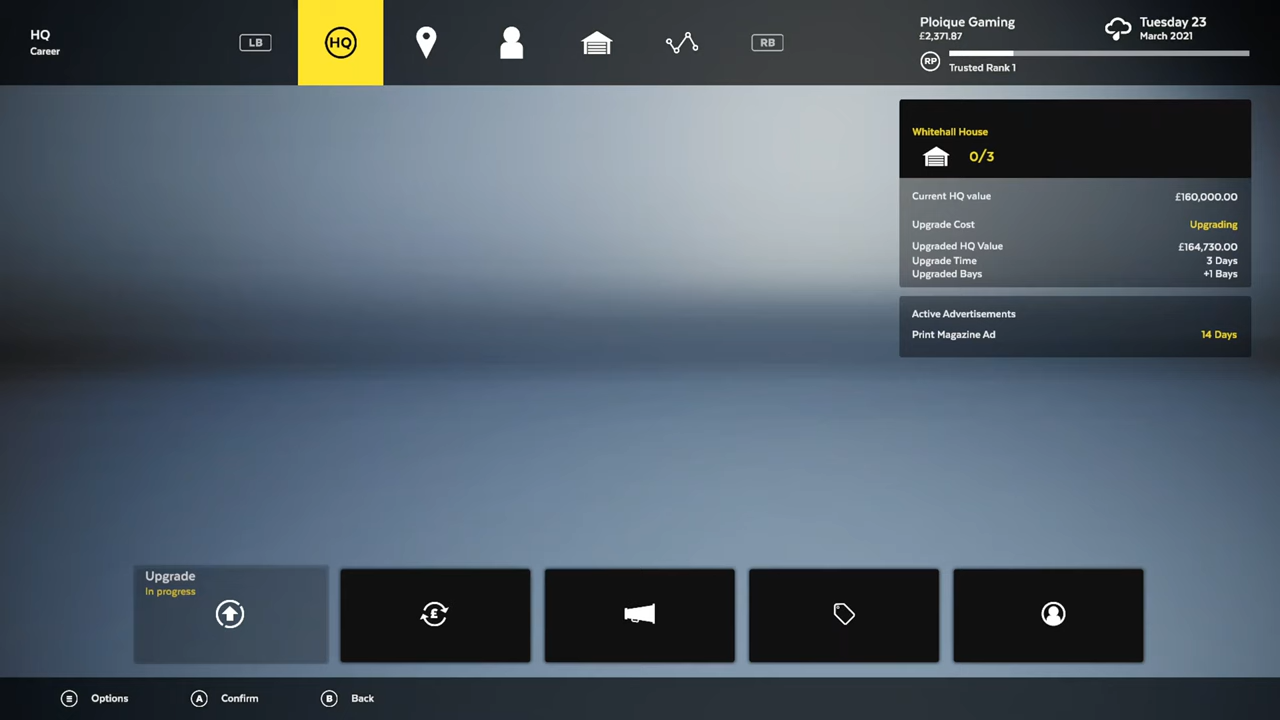 HQ
Career
LB
HQ
RB
Ploique Gaming
£2,371.87
RP
Trusted Rank 1
Tuesday 23
March 2021
Whitehall House
0/3
Current HQ value £160,000.00
Upgrade Cost Upgrading
Upgraded HQ Value £164,730.00
Upgrade Time 3 Days
Upgraded Bays +1 Bays
Active Advertisements
Print Magazine Ad 14 Days
Upgrade
In progress
£
Options
A Confirm
B Back